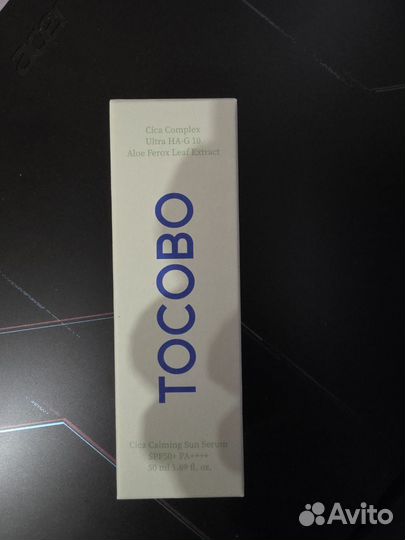 acer
Cica Complex
Ultra HA-G 10
Aloe Ferox Leaf Extract
TOCOBO
Cica Calming Sun Serum
SPF50+ PA++++
50 ml 1.69 fl. oz.
Avito